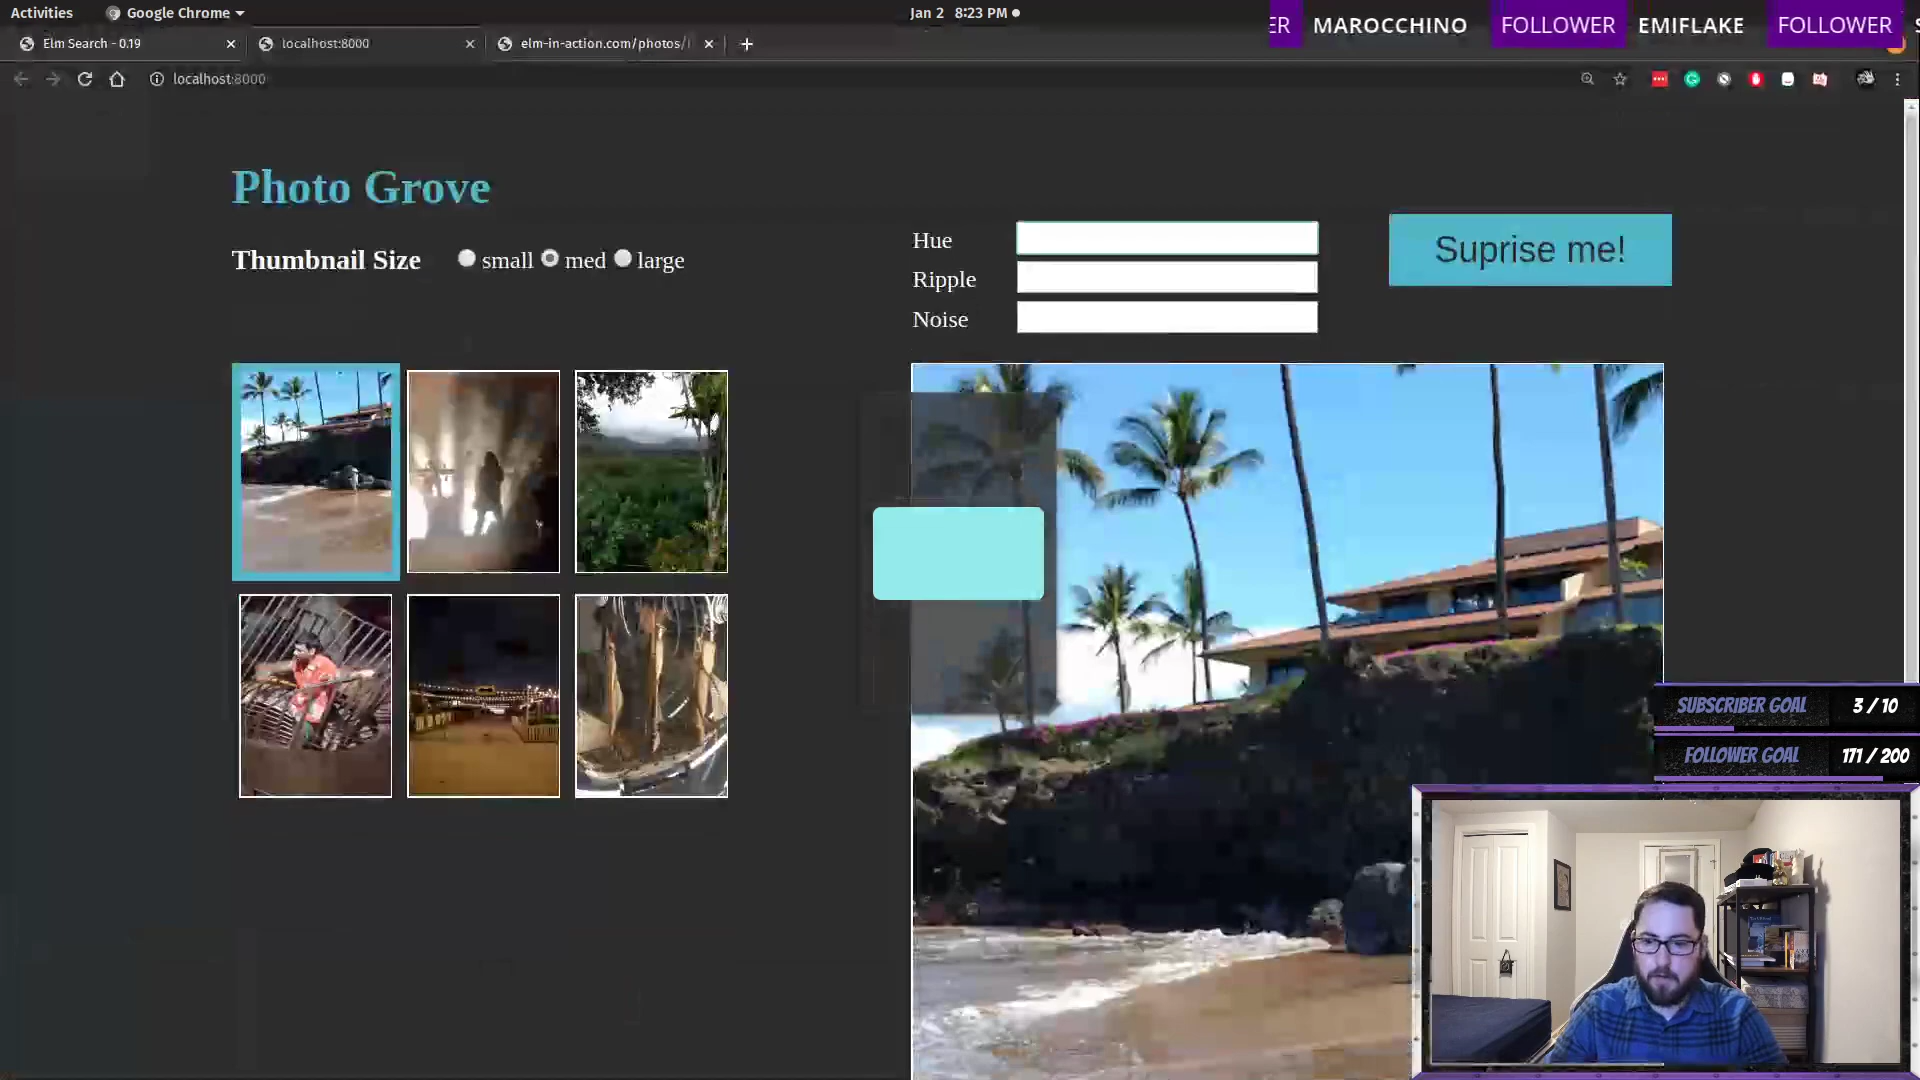 Activities
Google Chrome
Jan 2 8:23 PM
ER MAROCCHINO FOLLOWER EMIFLAKE FOLLOWER
Elm Search - 0.19
localhost:8000
elm-in-action.com/photos/
localhost:8000
Photo Grove
Thumbnail Size small med large
Hue
Ripple
Noise
Suprise me!
SUBSCRIBER GOAL 3 / 10
FOLLOWER GOAL 171 / 200